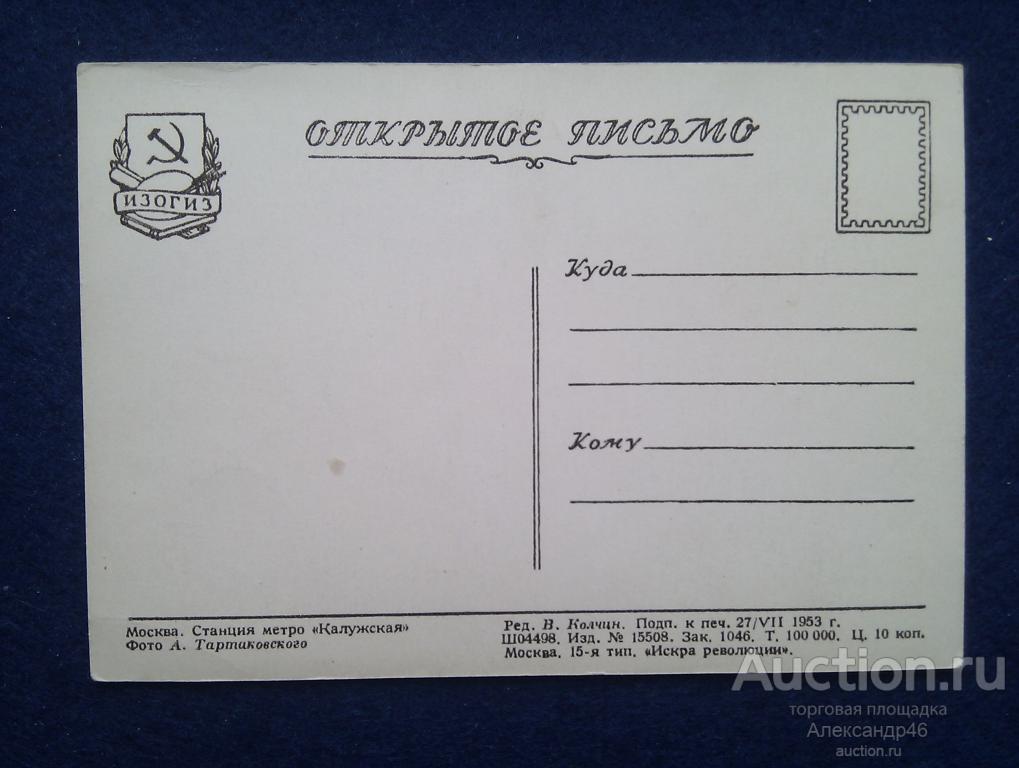 ОТКРЫТОЕ ПИСЬМО
ИЗОГИЗ
Куда
Кому
Москва. Станция метро «Калужская»
Фото А. Тартаковского
Ред. В. Колчин. Подп. к печ. 27/VII 1953 г.
Ш04498. Изд. № 15508. Зак. 1046. Т. 100 000. Ц. 10 коп.
Москва, 15-я тип. «Искра революции».
Auction.ru
торговая площадка
Александр46
auction.ru